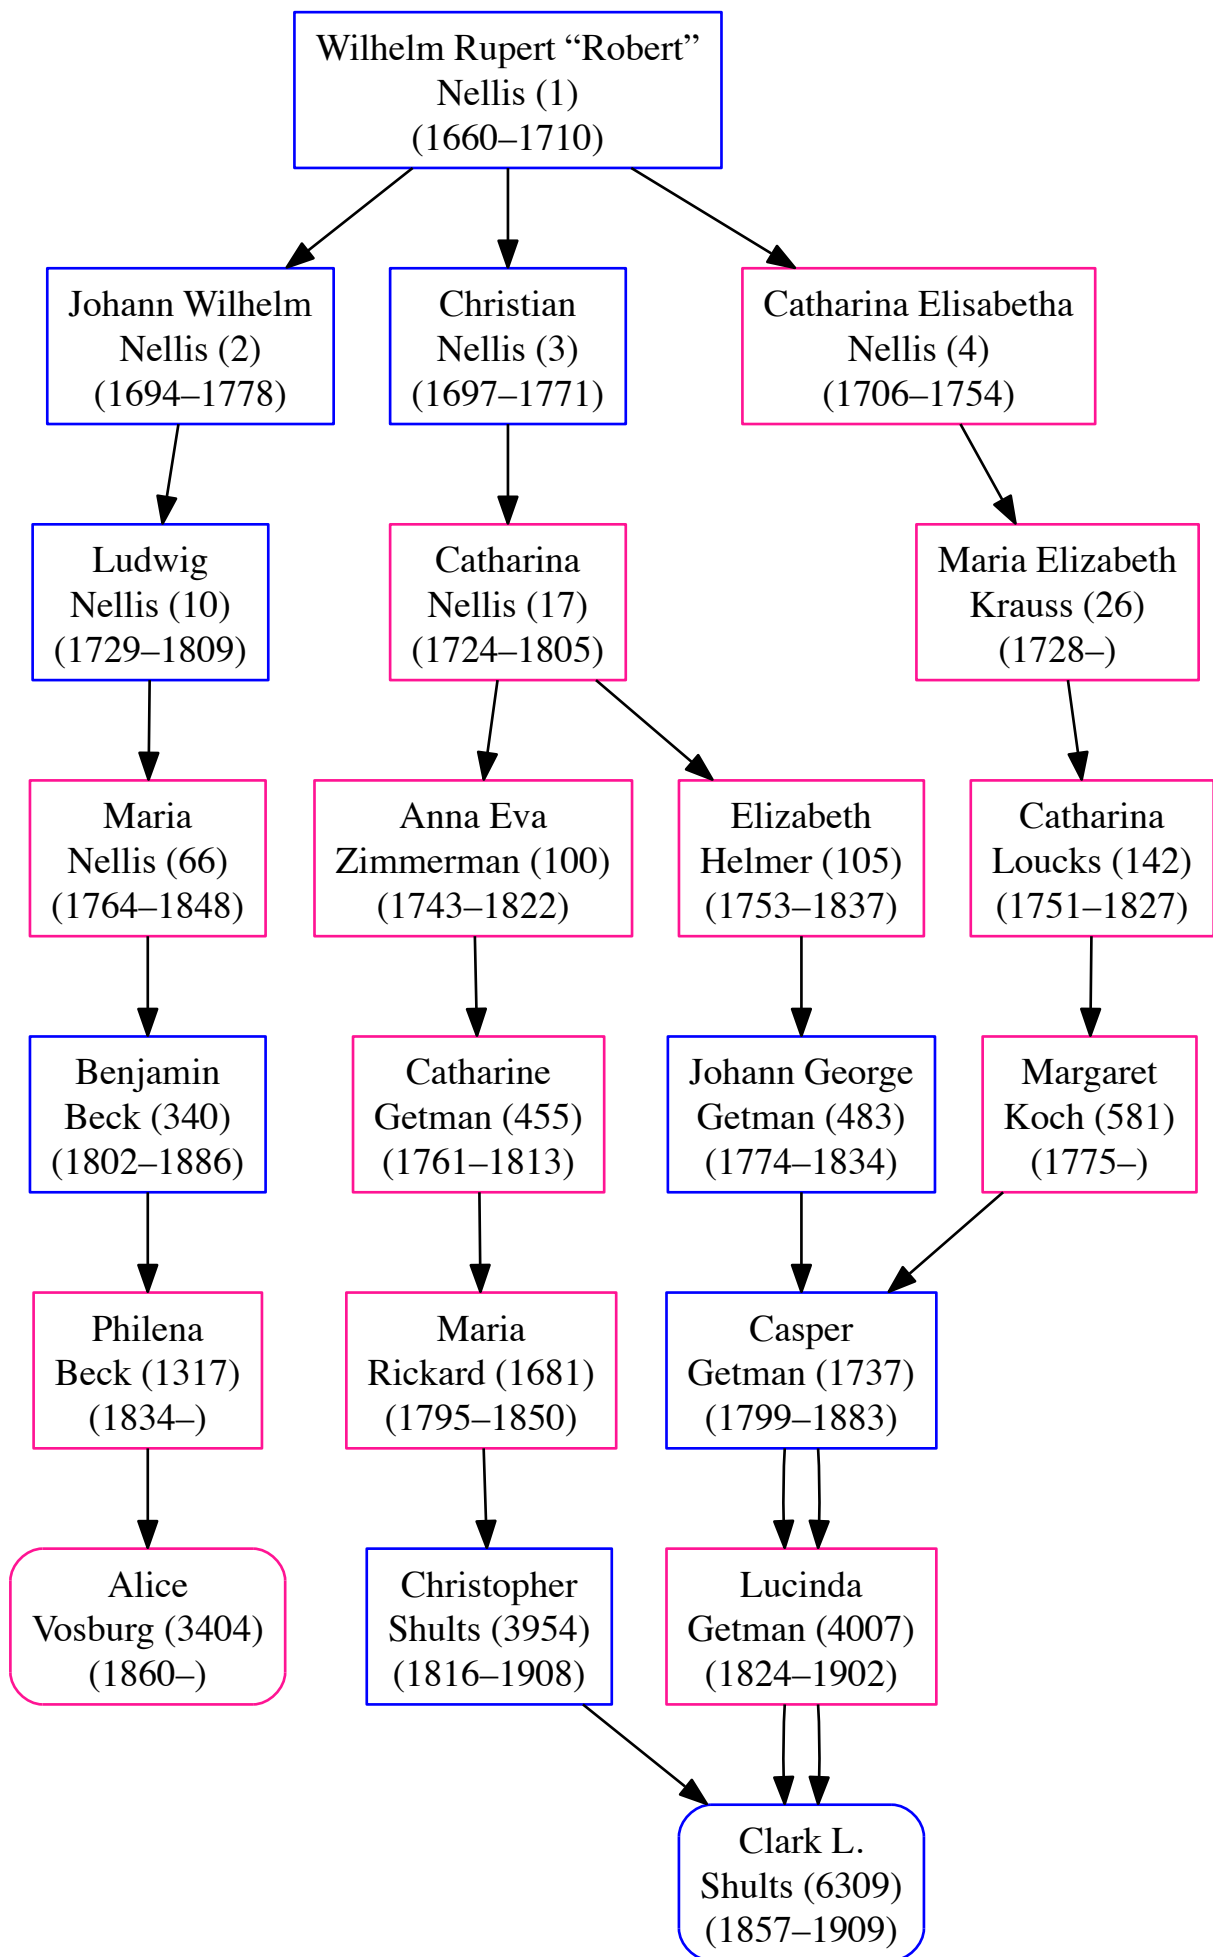 Wilhelm Rupert “Robert”
Nellis (1)
(1660–1710)
Johann Wilhelm
Nellis (2)
(1694–1778)
Christian
Nellis (3)
(1697–1771)
Catharina Elisabetha
Nellis (4)
(1706–1754)
Ludwig
Nellis (10)
(1729–1809)
Catharina
Nellis (17)
(1724–1805)
Maria Elizabeth
Krauss (26)
(1728–)
Maria
Nellis (66)
(1764–1848)
Anna Eva
Zimmerman (100)
(1743–1822)
Elizabeth
Helmer (105)
(1753–1837)
Catharina
Loucks (142)
(1751–1827)
Benjamin
Beck (340)
(1802–1886)
Catharine
Getman (455)
(1761–1813)
Johann George
Getman (483)
(1774–1834)
Margaret
Koch (581)
(1775–)
Philena
Beck (1317)
(1834–)
Maria
Rickard (1681)
(1795–1850)
Casper
Getman (1737)
(1799–1883)
Alice
Vosburg (3404)
(1860–)
Christopher
Shults (3954)
(1816–1908)
Lucinda
Getman (4007)
(1824–1902)
Clark L.
Shults (6309)
(1857–1909)